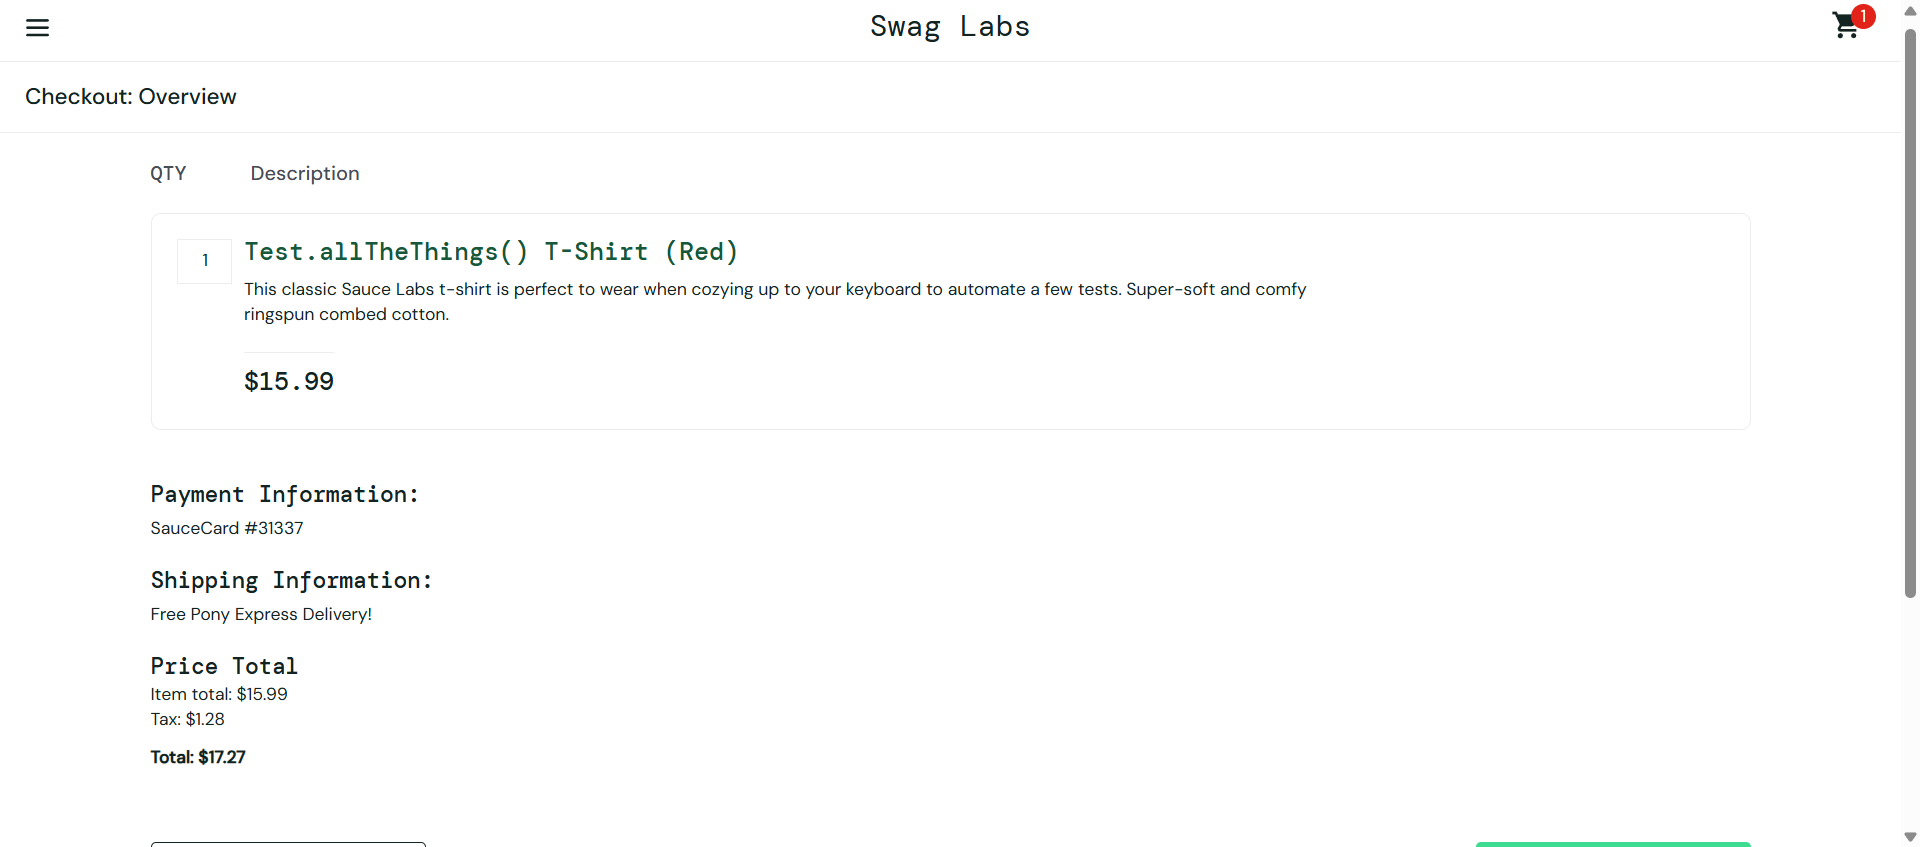 Swag Labs
1
Checkout: Overview
QTY
Description
1
Test.allTheThings() T-Shirt (Red)
This classic Sauce Labs t-shirt is perfect to wear when cozying up to your keyboard to automate a few tests. Super-soft and comfy
ringspun combed cotton.
$15.99
Payment Information:
SauceCard #31337
Shipping Information:
Free Pony Express Delivery!
Price Total
Item total: $15.99
Tax: $1.28
Total: $17.27